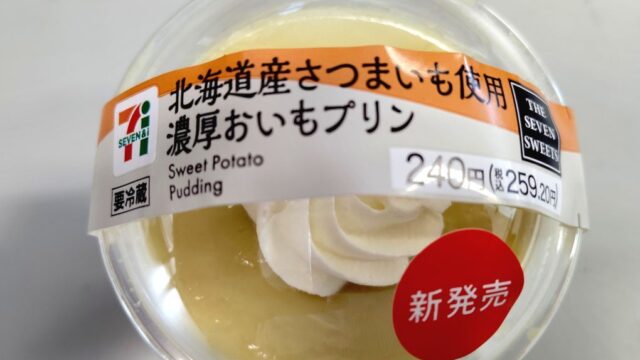 北海道産さつまいも使用
濃厚おいもプリン
Sweet Potato
Pudding
SEVEN&i
要冷蔵
240円(税込259.20円)
THE
SEVEN
SWEETS
新発売